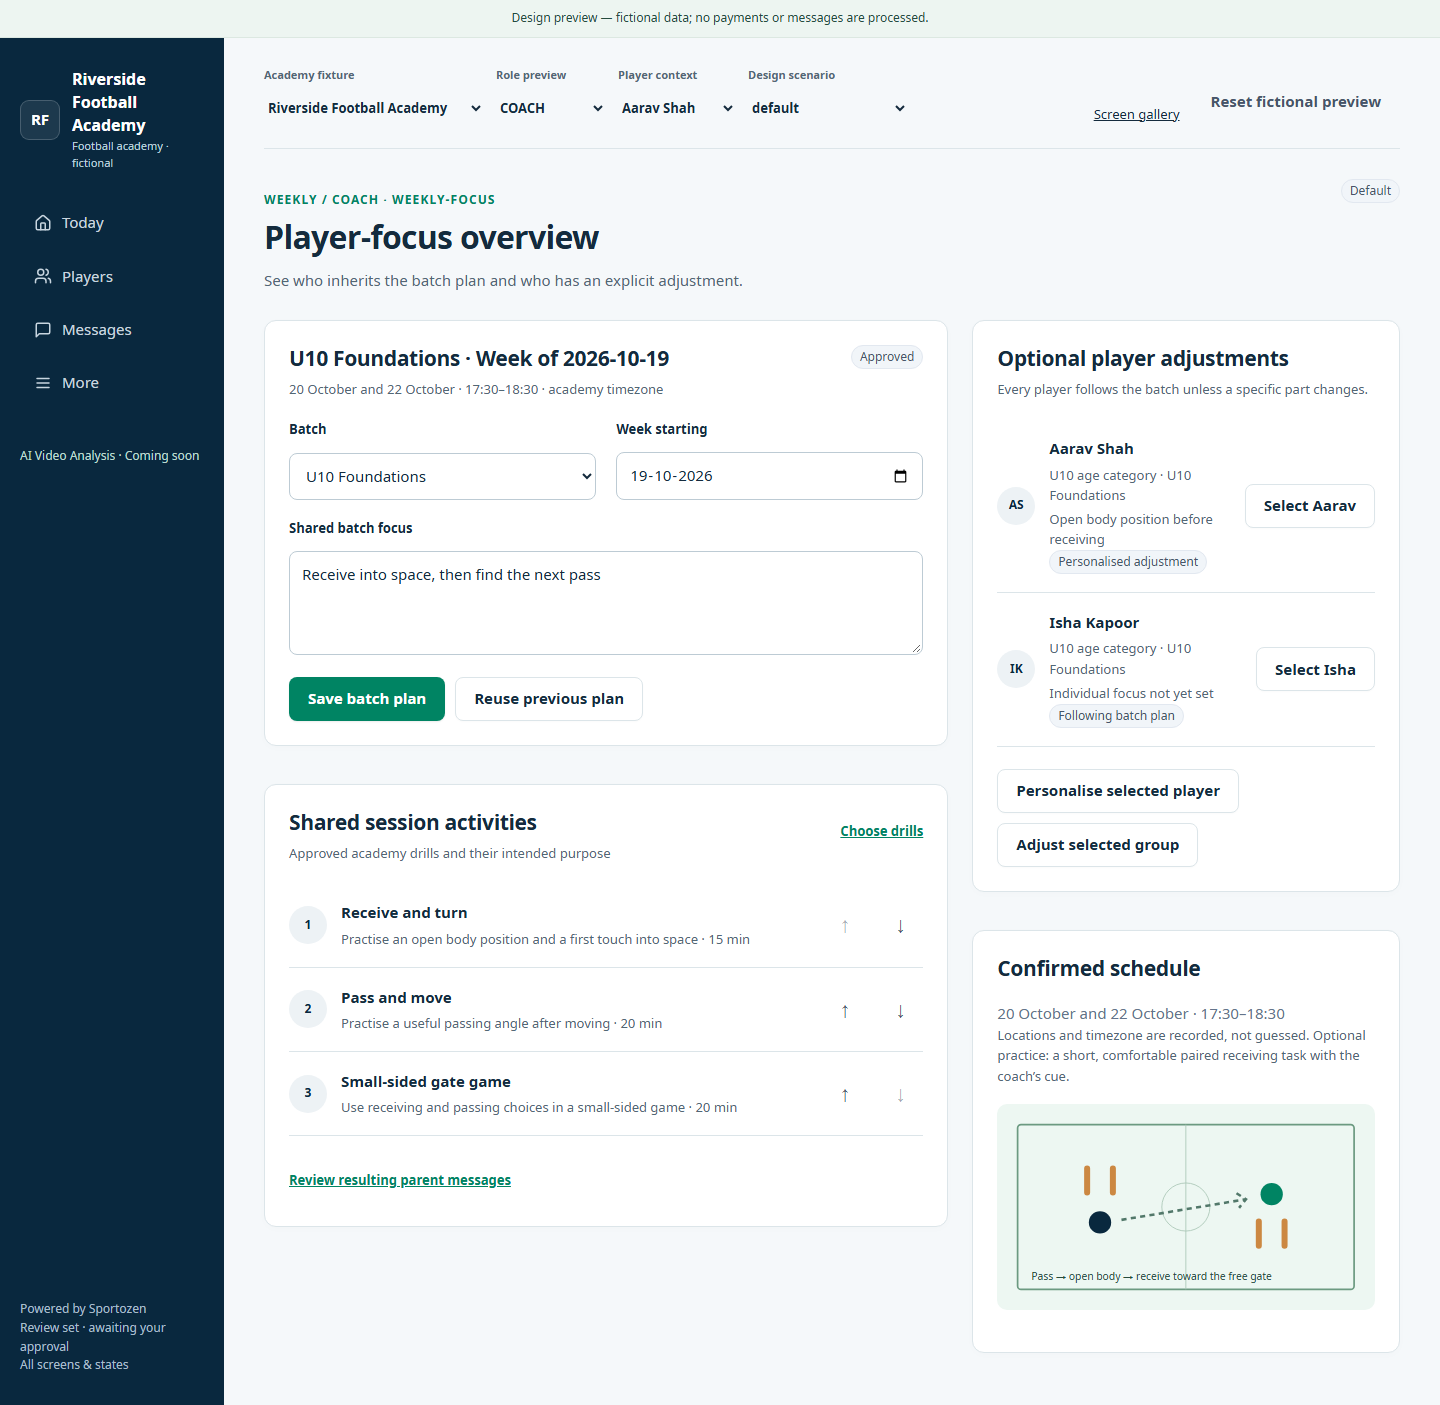 Design preview — fictional data; no payments or messages are processed.
RF
Riverside
Football
Academy
Football academy ·
fictional
Today
Players
Messages
More
AI Video Analysis · Coming soon
Powered by Sportozen
Review set · awaiting your
approval
All screens & states
Academy fixture
Role preview
Player context
Design scenario
Riverside Football Academy
COACH
Aarav Shah
default
Screen gallery
Reset fictional preview
WEEKLY / COACH · WEEKLY-FOCUS
Default
Player-focus overview
See who inherits the batch plan and who has an explicit adjustment.
U10 Foundations · Week of 2026-10-19
Approved
20 October and 22 October · 17:30–18:30 · academy timezone
Batch
Week starting
U10 Foundations
19-10-2026
Shared batch focus
Receive into space, then find the next pass
Save batch plan
Reuse previous plan
Shared session activities
Choose drills
Approved academy drills and their intended purpose
1
Receive and turn
Practise an open body position and a first touch into space · 15 min
↑ ↓
2
Pass and move
Practise a useful passing angle after moving · 20 min
↑ ↓
3
Small-sided gate game
Use receiving and passing choices in a small-sided game · 20 min
↑ ↓
Review resulting parent messages
Optional player adjustments
Every player follows the batch unless a specific part changes.
AS
Aarav Shah
U10 age category · U10
Foundations
Open body position before
receiving
Personalised adjustment
Select Aarav
IK
Isha Kapoor
U10 age category · U10
Foundations
Individual focus not yet set
Following batch plan
Select Isha
Personalise selected player
Adjust selected group
Confirmed schedule
20 October and 22 October · 17:30–18:30
Locations and timezone are recorded, not guessed. Optional
practice: a short, comfortable paired receiving task with the
coach’s cue.
Pass → open body → receive toward the free gate